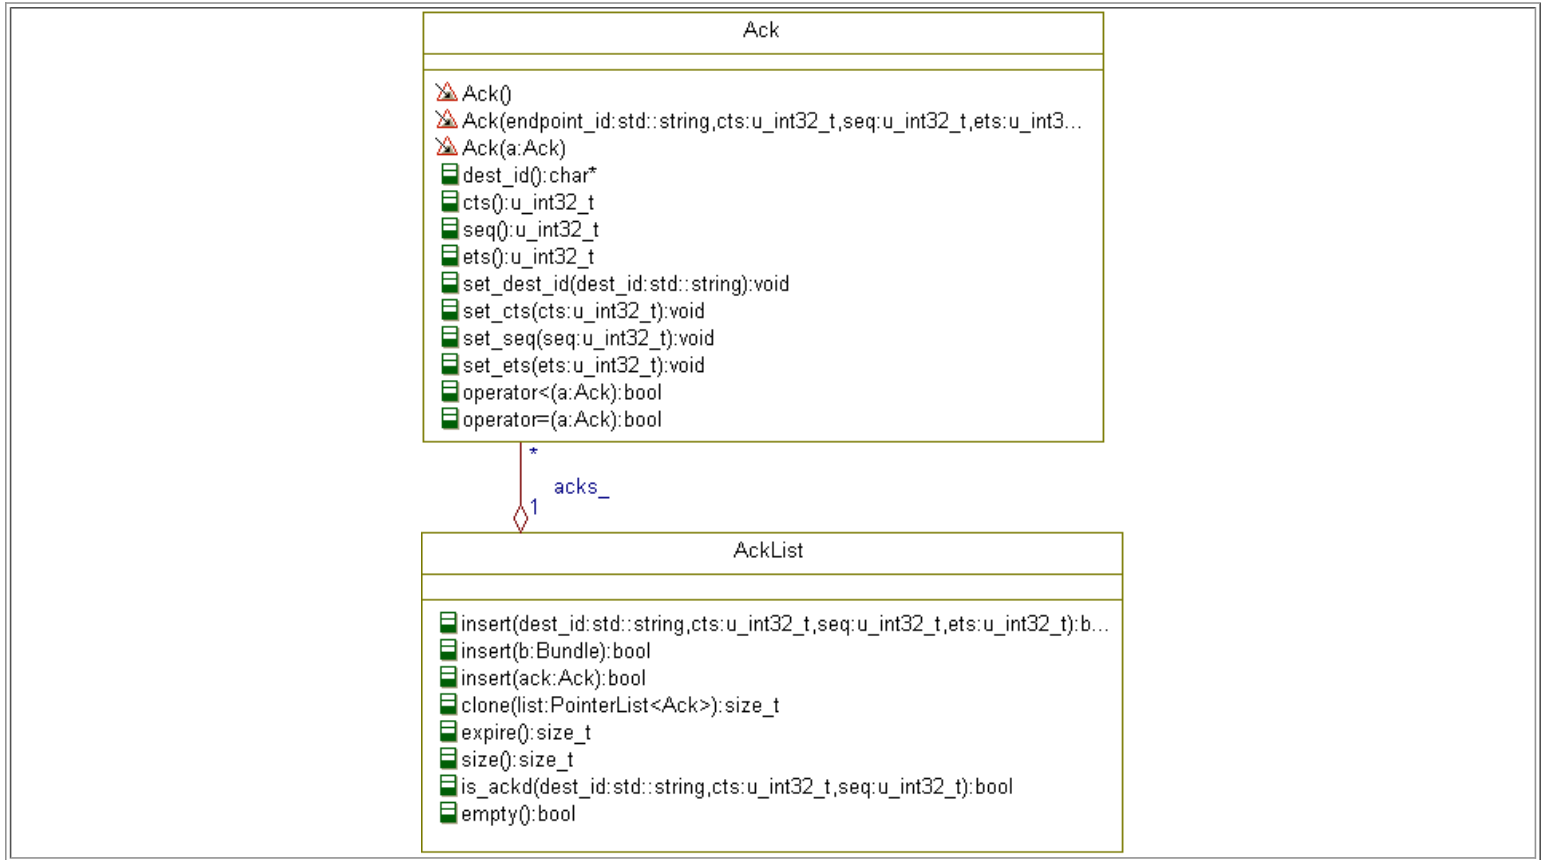 Ack
Ack()
Ack(endpoint_id:std::string,cts:u_int32_t,seq:u_int32_t,ets:u_int3...
Ack(a:Ack)
dest_id():char*
cts():u_int32_t
seq():u_int32_t
ets():u_int32_t
set_dest_id(dest_id:std::string):void
set_cts(cts:u_int32_t):void
set_seq(seq:u_int32_t):void
set_ets(ets:u_int32_t):void
operator<(a:Ack):bool
operator=(a:Ack):bool
*
acks_
1
AckList
insert(dest_id:std::string,cts:u_int32_t,seq:u_int32_t,ets:u_int32_t):b...
insert(b:Bundle):bool
insert(ack:Ack):bool
clone(list:PointerList<Ack>):size_t
expire():size_t
size():size_t
is_ackd(dest_id:std::string,cts:u_int32_t,seq:u_int32_t):bool
empty():bool